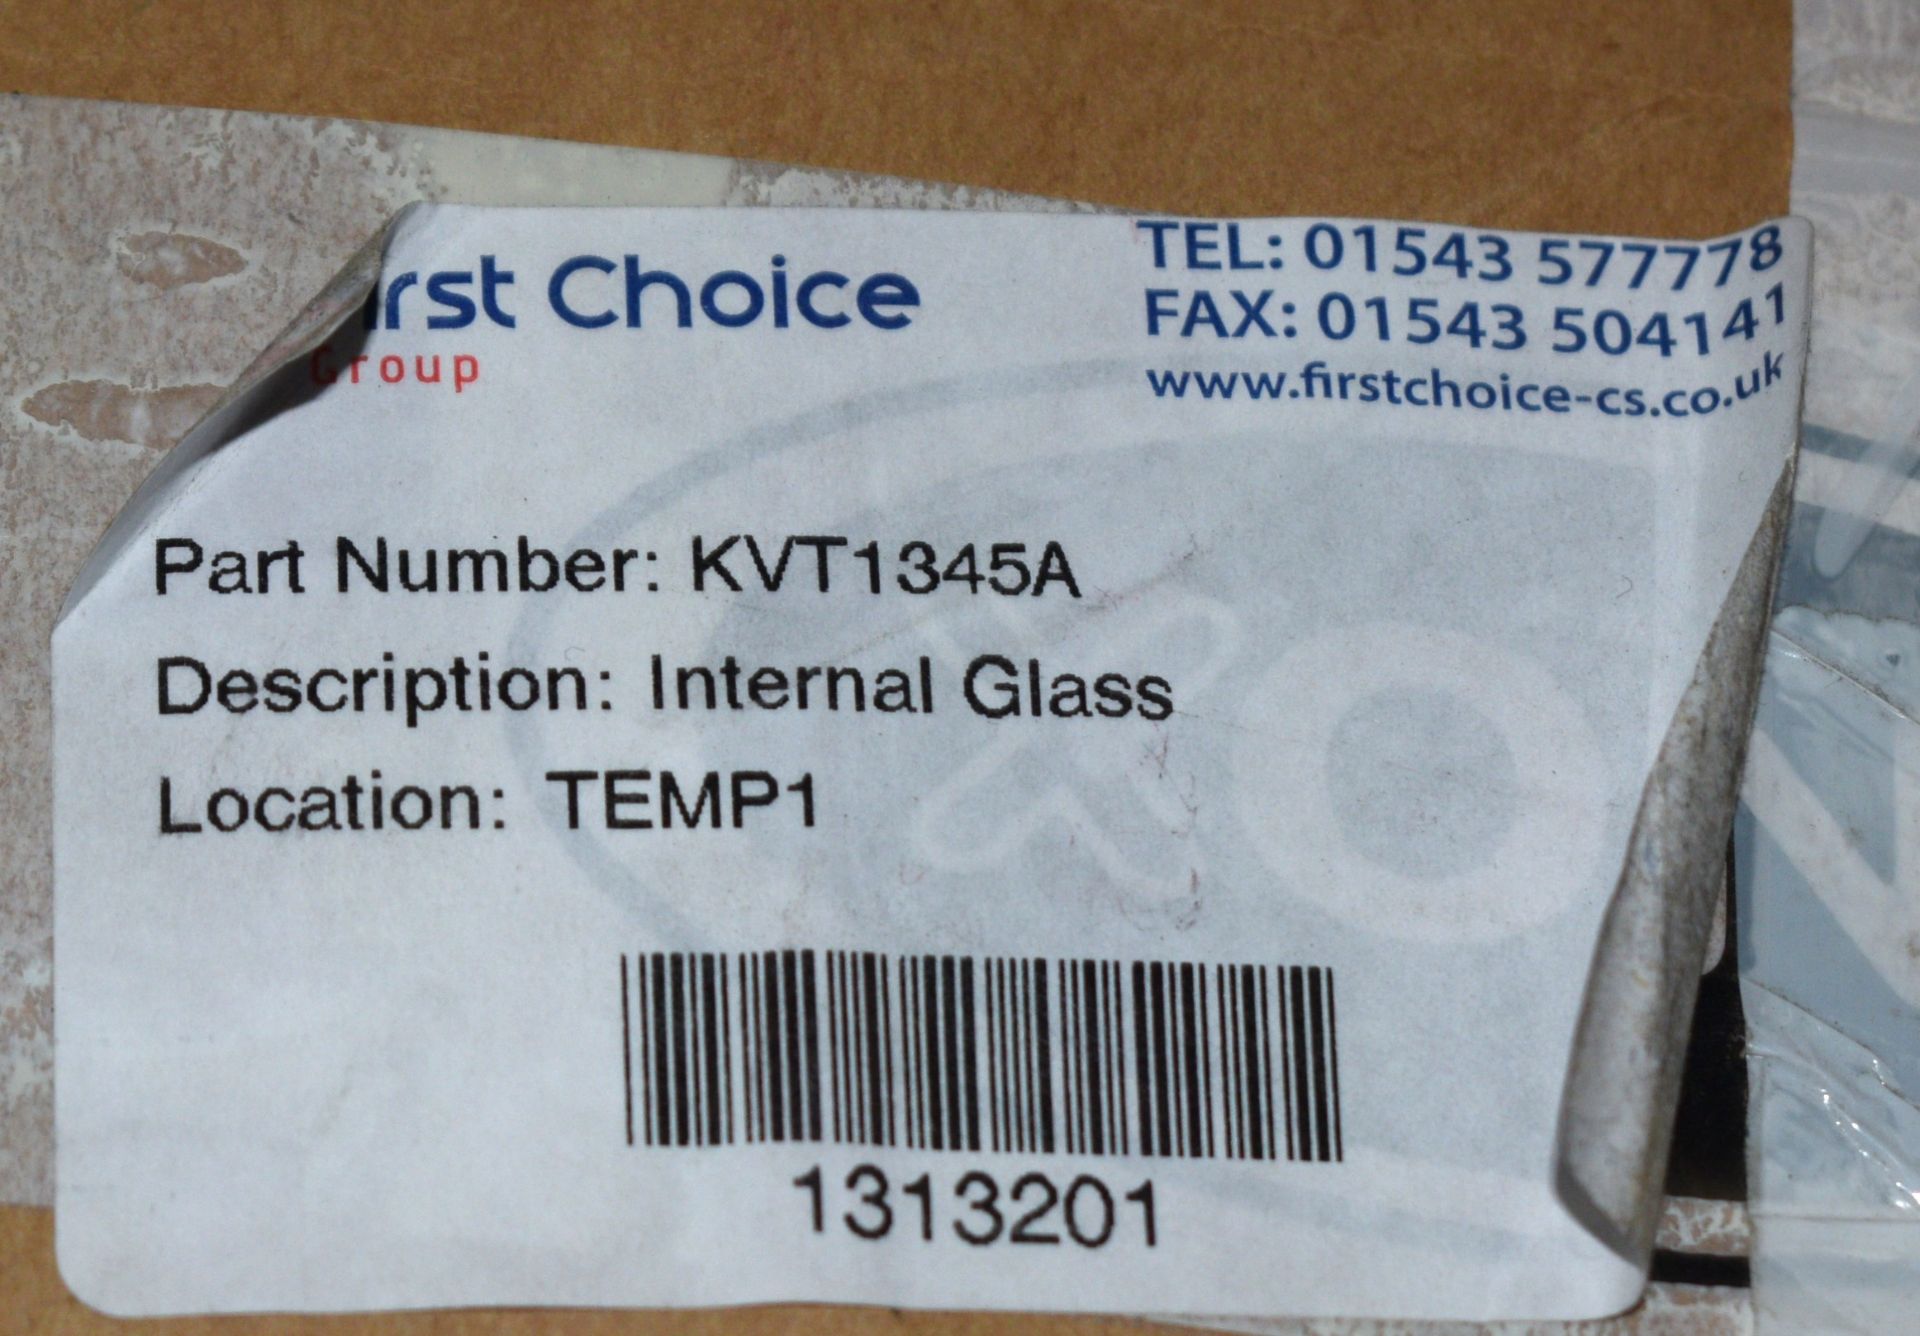 rst Choice
Group
TEL: 01543 577778
FAX: 01543 504141
www.firstchoice-cs.co.uk
Part Number: KVT1345A
Description: Internal Glass
Location: TEMP1
1313201